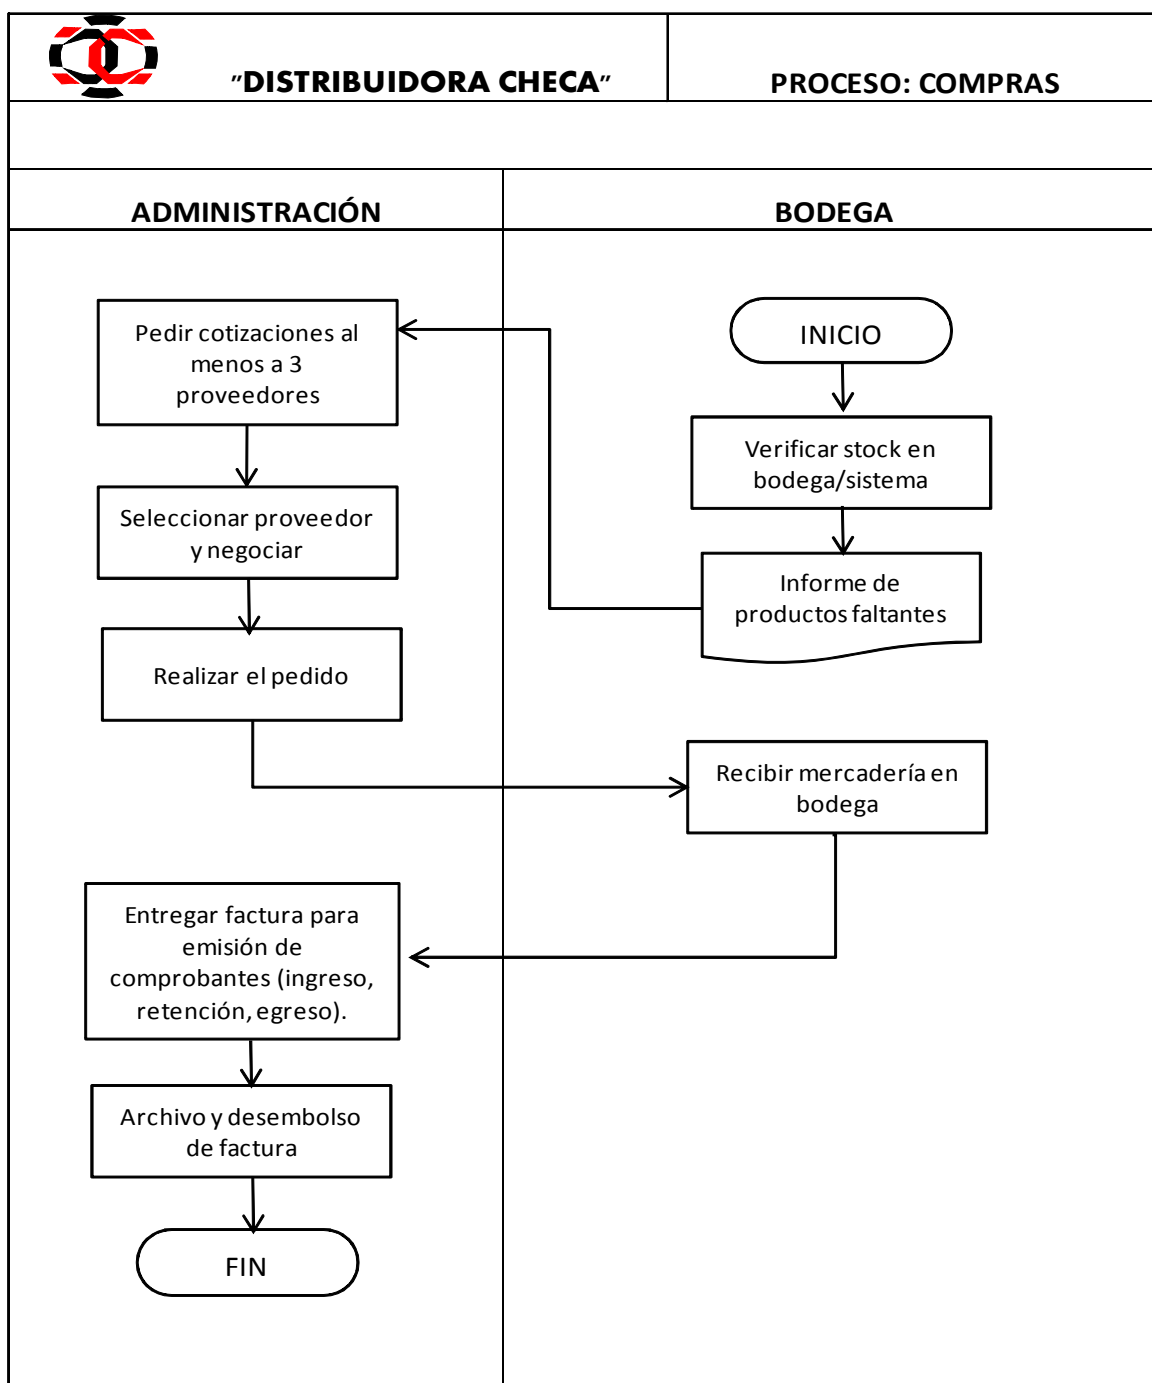 "DISTRIBUIDORA CHECA"
PROCESO: COMPRAS
ADMINISTRACIÓN
BODEGA
Pedir cotizaciones al
menos a 3
proveedores
Seleccionar proveedor
y negociar
Realizar el pedido
Entregar factura para
emisión de
comprobantes (ingreso,
retención, egreso).
Archivo y desembolso
de factura
FIN
INICIO
Verificar stock en
bodega/sistema
Informe de
productos faltantes
Recibir mercadería en
bodega